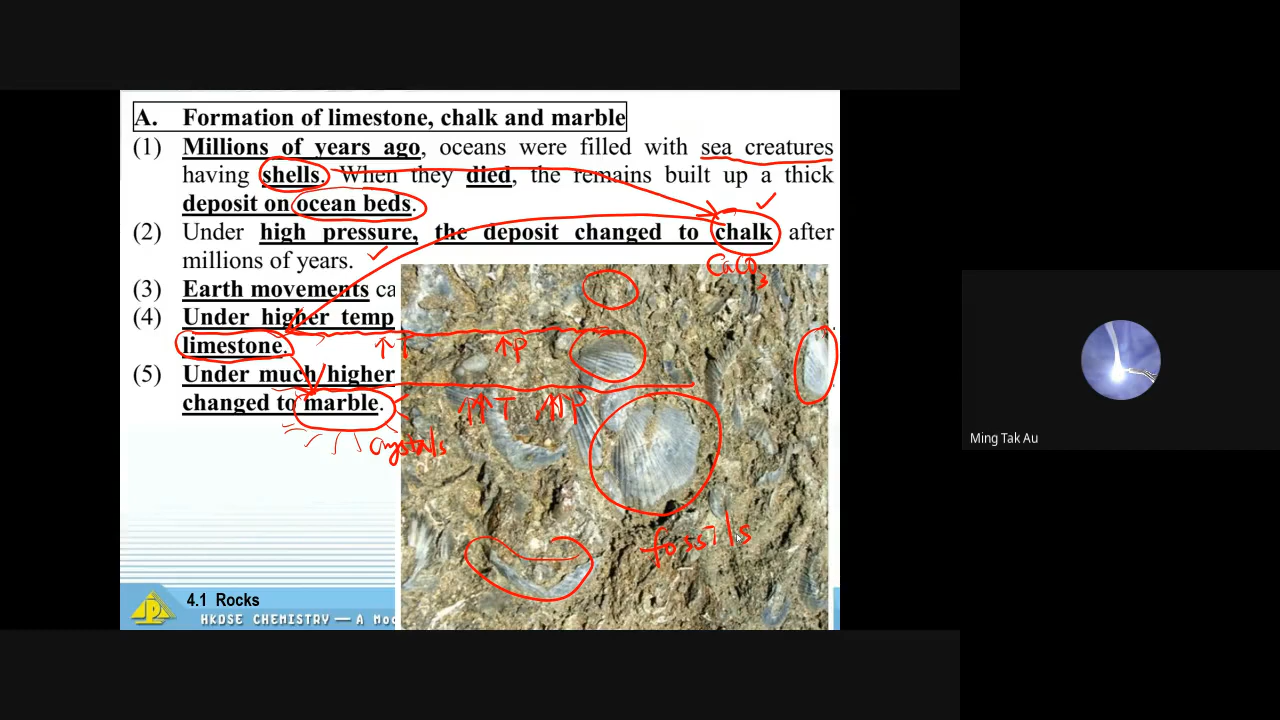 A. Formation of limestone, chalk and marble
(1) Millions of years ago, oceans were filled with sea creatures
having shells. When they died, the remains built up a thick
deposit on ocean beds.
(2) Under high pressure, the deposit changed to chalk after
millions of years.
CaCO3
(3) Earth movements ca
(4) Under higher temp
limestone.
↑T ↑P
(5) Under much higher
changed to marble.
↑↑T ↑↑P
crystals
fossils
Ming Tak Au
4.1 Rocks
HKDSE CHEMISTRY — A Mo